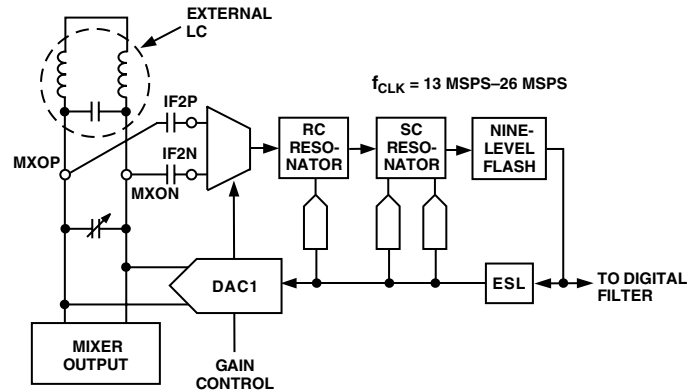 EXTERNAL
LC
f_CLK = 13 MSPS–26 MSPS
IF2P
RC
RESO-
NATOR
SC
RESO-
NATOR
NINE-
LEVEL
FLASH
IF2N
MXOP
MXON
DAC1
ESL
TO DIGITAL
FILTER
MIXER
OUTPUT
GAIN
CONTROL